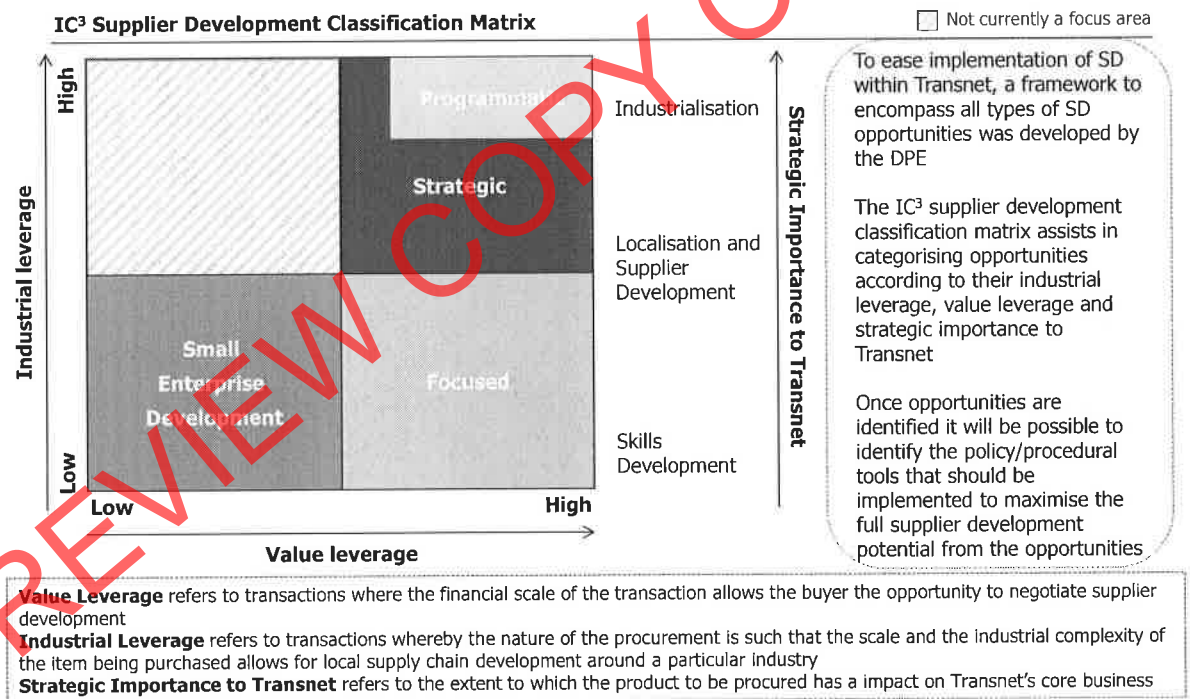 IC³ Supplier Development Classification Matrix
Not currently a focus area
High
Industrial leverage
Low
Programmatic
Strategic
Small
Enterprise
Development
Focused
Low
High
Value leverage
Industrialisation
Localisation and
Supplier
Development
Skills
Development
Strategic Importance to Transnet
To ease implementation of SD
within Transnet, a framework to
encompass all types of SD
opportunities was developed by
the DPE
The IC³ supplier development
classification matrix assists in
categorising opportunities
according to their industrial
leverage, value leverage and
strategic importance to
Transnet
Once opportunities are
identified it will be possible to
identify the policy/procedural
tools that should be
implemented to maximise the
full supplier development
potential from the opportunities
Value Leverage refers to transactions where the financial scale of the transaction allows the buyer the opportunity to negotiate supplier
development
Industrial Leverage refers to transactions whereby the nature of the procurement is such that the scale and the industrial complexity of
the item being purchased allows for local supply chain development around a particular industry
Strategic Importance to Transnet refers to the extent to which the product to be procured has a impact on Transnet's core business
REVIEW COPY O